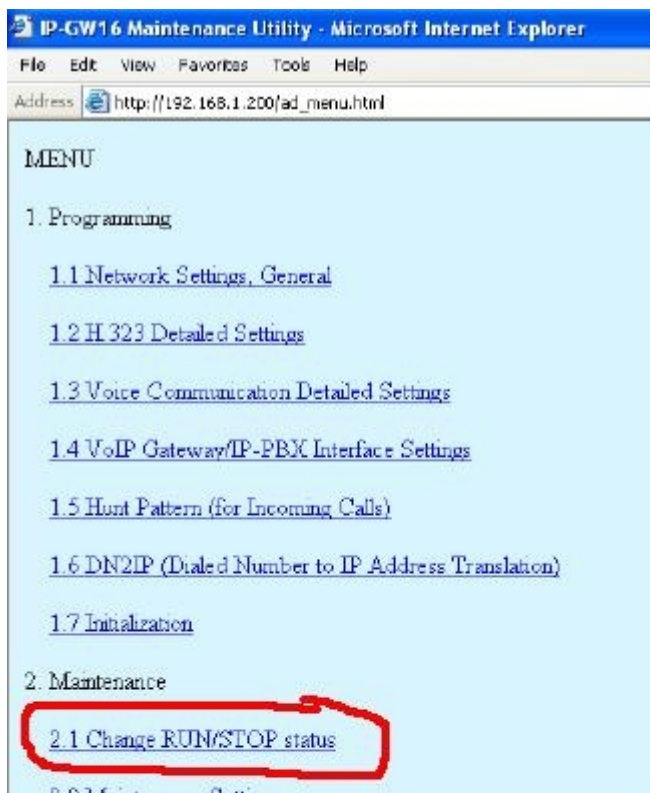 IP-GW16 Maintenance Utility - Microsoft Internet Explorer
File Edit View Favorites Tools Help
Address http://192.168.1.200/ad_menu.html
MENU
1. Programming
1.1 Network Settings, General
1.2 H.323 Detailed Settings
1.3 Voice Communication Detailed Settings
1.4 VoIP Gateway/IP-PBX Interface Settings
1.5 Hunt Pattern (for Incoming Calls)
1.6 DN2IP (Dialed Number to IP Address Translation)
1.7 Initialization
2. Maintenance
2.1 Change RUN/STOP status